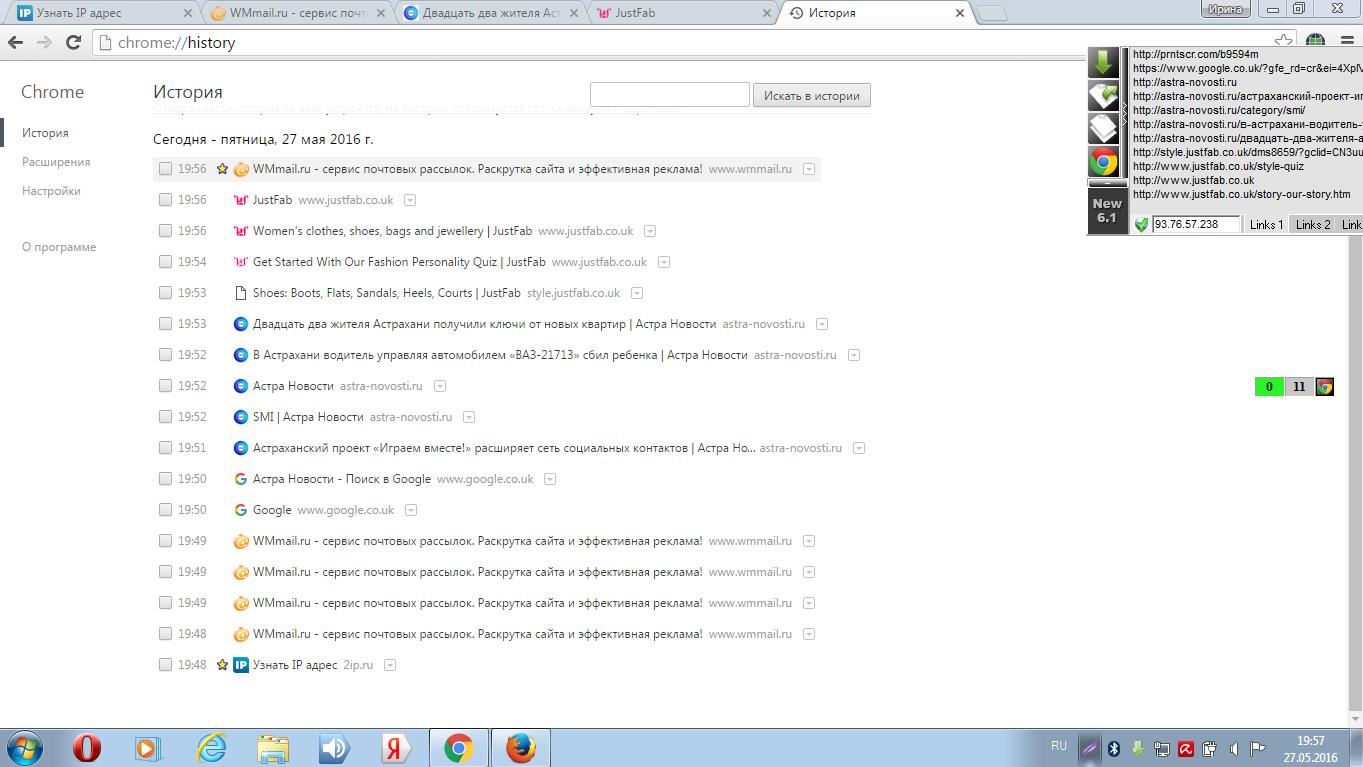 Узнать IP адрес
WMmail.ru - сервис почт
Двадцать два жителя Аст
JustFab
История
Ирина
chrome://history
Chrome
История
Расширения
Настройки
О программе
История
Искать в истории
Сегодня - пятница, 27 мая 2016 г.
19:56 WMmail.ru - сервис почтовых рассылок. Раскрутка сайта и эффективная реклама! www.wmmail.ru
19:56 JustFab www.justfab.co.uk
19:56 Women's clothes, shoes, bags and jewellery | JustFab www.justfab.co.uk
19:54 Get Started With Our Fashion Personality Quiz | JustFab www.justfab.co.uk
19:53 Shoes: Boots, Flats, Sandals, Heels, Courts | JustFab style.justfab.co.uk
19:53 Двадцать два жителя Астрахани получили ключи от новых квартир | Астра Новости astra-novosti.ru
19:52 В Астрахани водитель управляя автомобилем «ВАЗ-21713» сбил ребенка | Астра Новости astra-novosti.ru
19:52 Астра Новости astra-novosti.ru
19:52 SMI | Астра Новости astra-novosti.ru
19:51 Астраханский проект «Играем вместе!» расширяет сеть социальных контактов | Астра Но... astra-novosti.ru
19:50 Астра Новости - Поиск в Google www.google.co.uk
19:50 Google www.google.co.uk
19:49 WMmail.ru - сервис почтовых рассылок. Раскрутка сайта и эффективная реклама! www.wmmail.ru
19:49 WMmail.ru - сервис почтовых рассылок. Раскрутка сайта и эффективная реклама! www.wmmail.ru
19:49 WMmail.ru - сервис почтовых рассылок. Раскрутка сайта и эффективная реклама! www.wmmail.ru
19:48 WMmail.ru - сервис почтовых рассылок. Раскрутка сайта и эффективная реклама! www.wmmail.ru
19:48 IP Узнать IP адрес 2ip.ru
http://prntscr.com/b9594m
https://www.google.co.uk/?gfe_rd=cr&ei=4XpIV
http://astra-novosti.ru
http://astra-novosti.ru/астраханский-проект-иг
http://astra-novosti.ru/category/smi/
http://astra-novosti.ru/в-астрахани-водитель-
http://astra-novosti.ru/двадцать-два-жителя-а
http://style.justfab.co.uk/dms8659/?gclid=CN3uu
http://www.justfab.co.uk/style-quiz
http://www.justfab.co.uk
http://www.justfab.co.uk/story-our-story.htm
New
6.1
93.76.57.238
Links 1
Links 2
Link
0
11
RU
19:57
27.05.2016